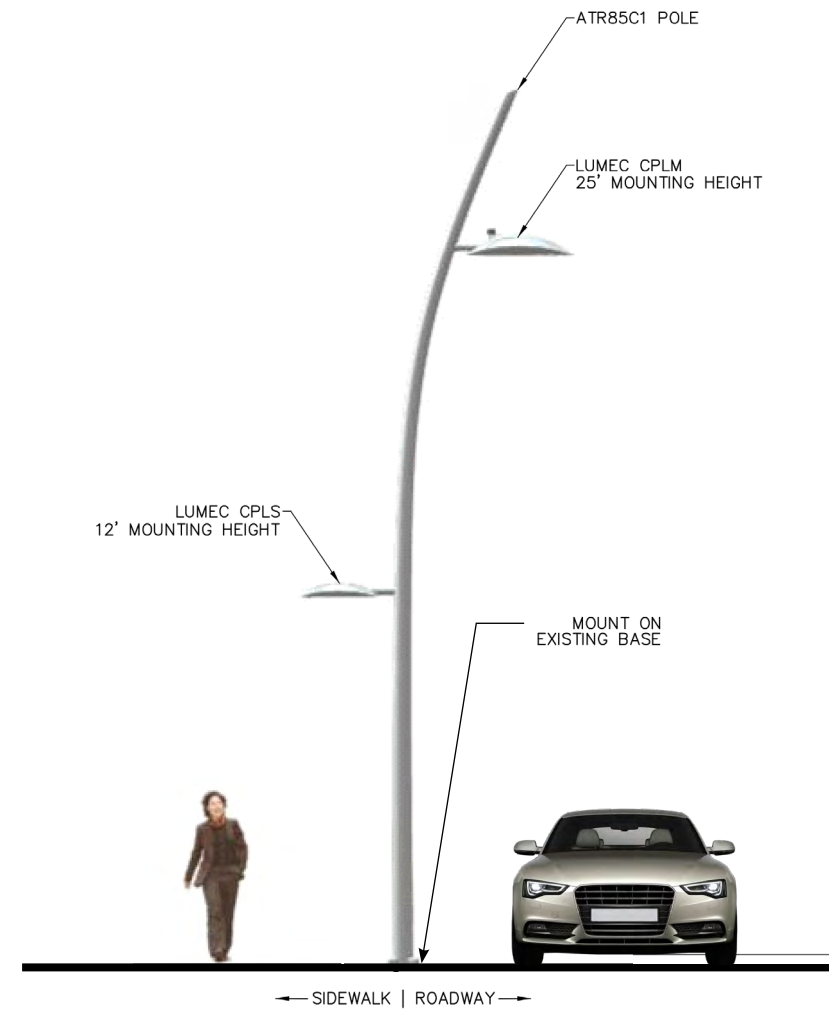 ATR85C1 POLE
LUMEC CPLM
25' MOUNTING HEIGHT
LUMEC CPLS
12' MOUNTING HEIGHT
MOUNT ON
EXISTING BASE
SIDEWALK | ROADWAY